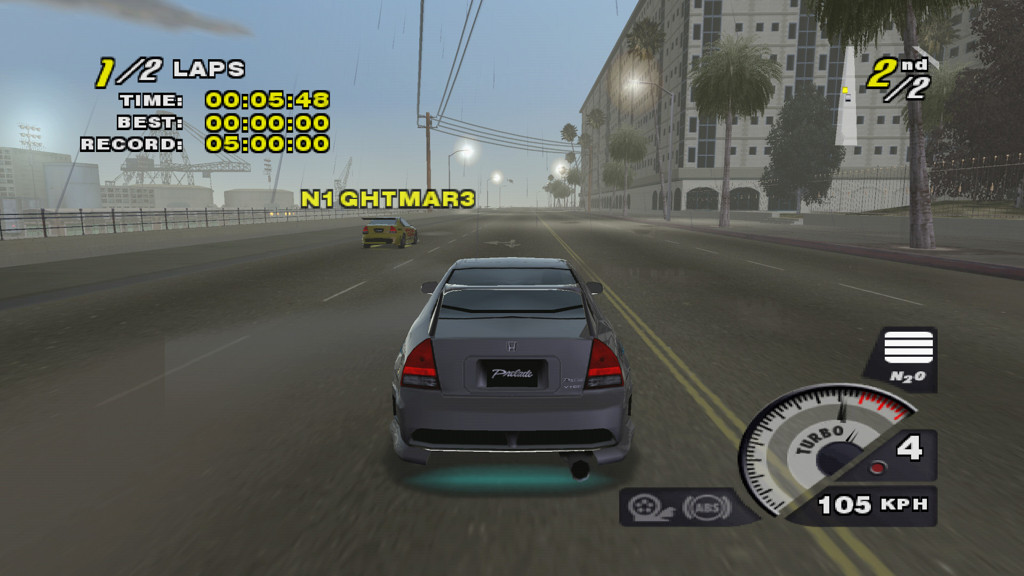 1/2 LAPS
TIME: 00:05:48
BEST: 00:00:00
RECORD: 05:00:00
2nd/2
N1GHTMAR3
Prelude
N2O
TURBO
4
ABS
105 KPH